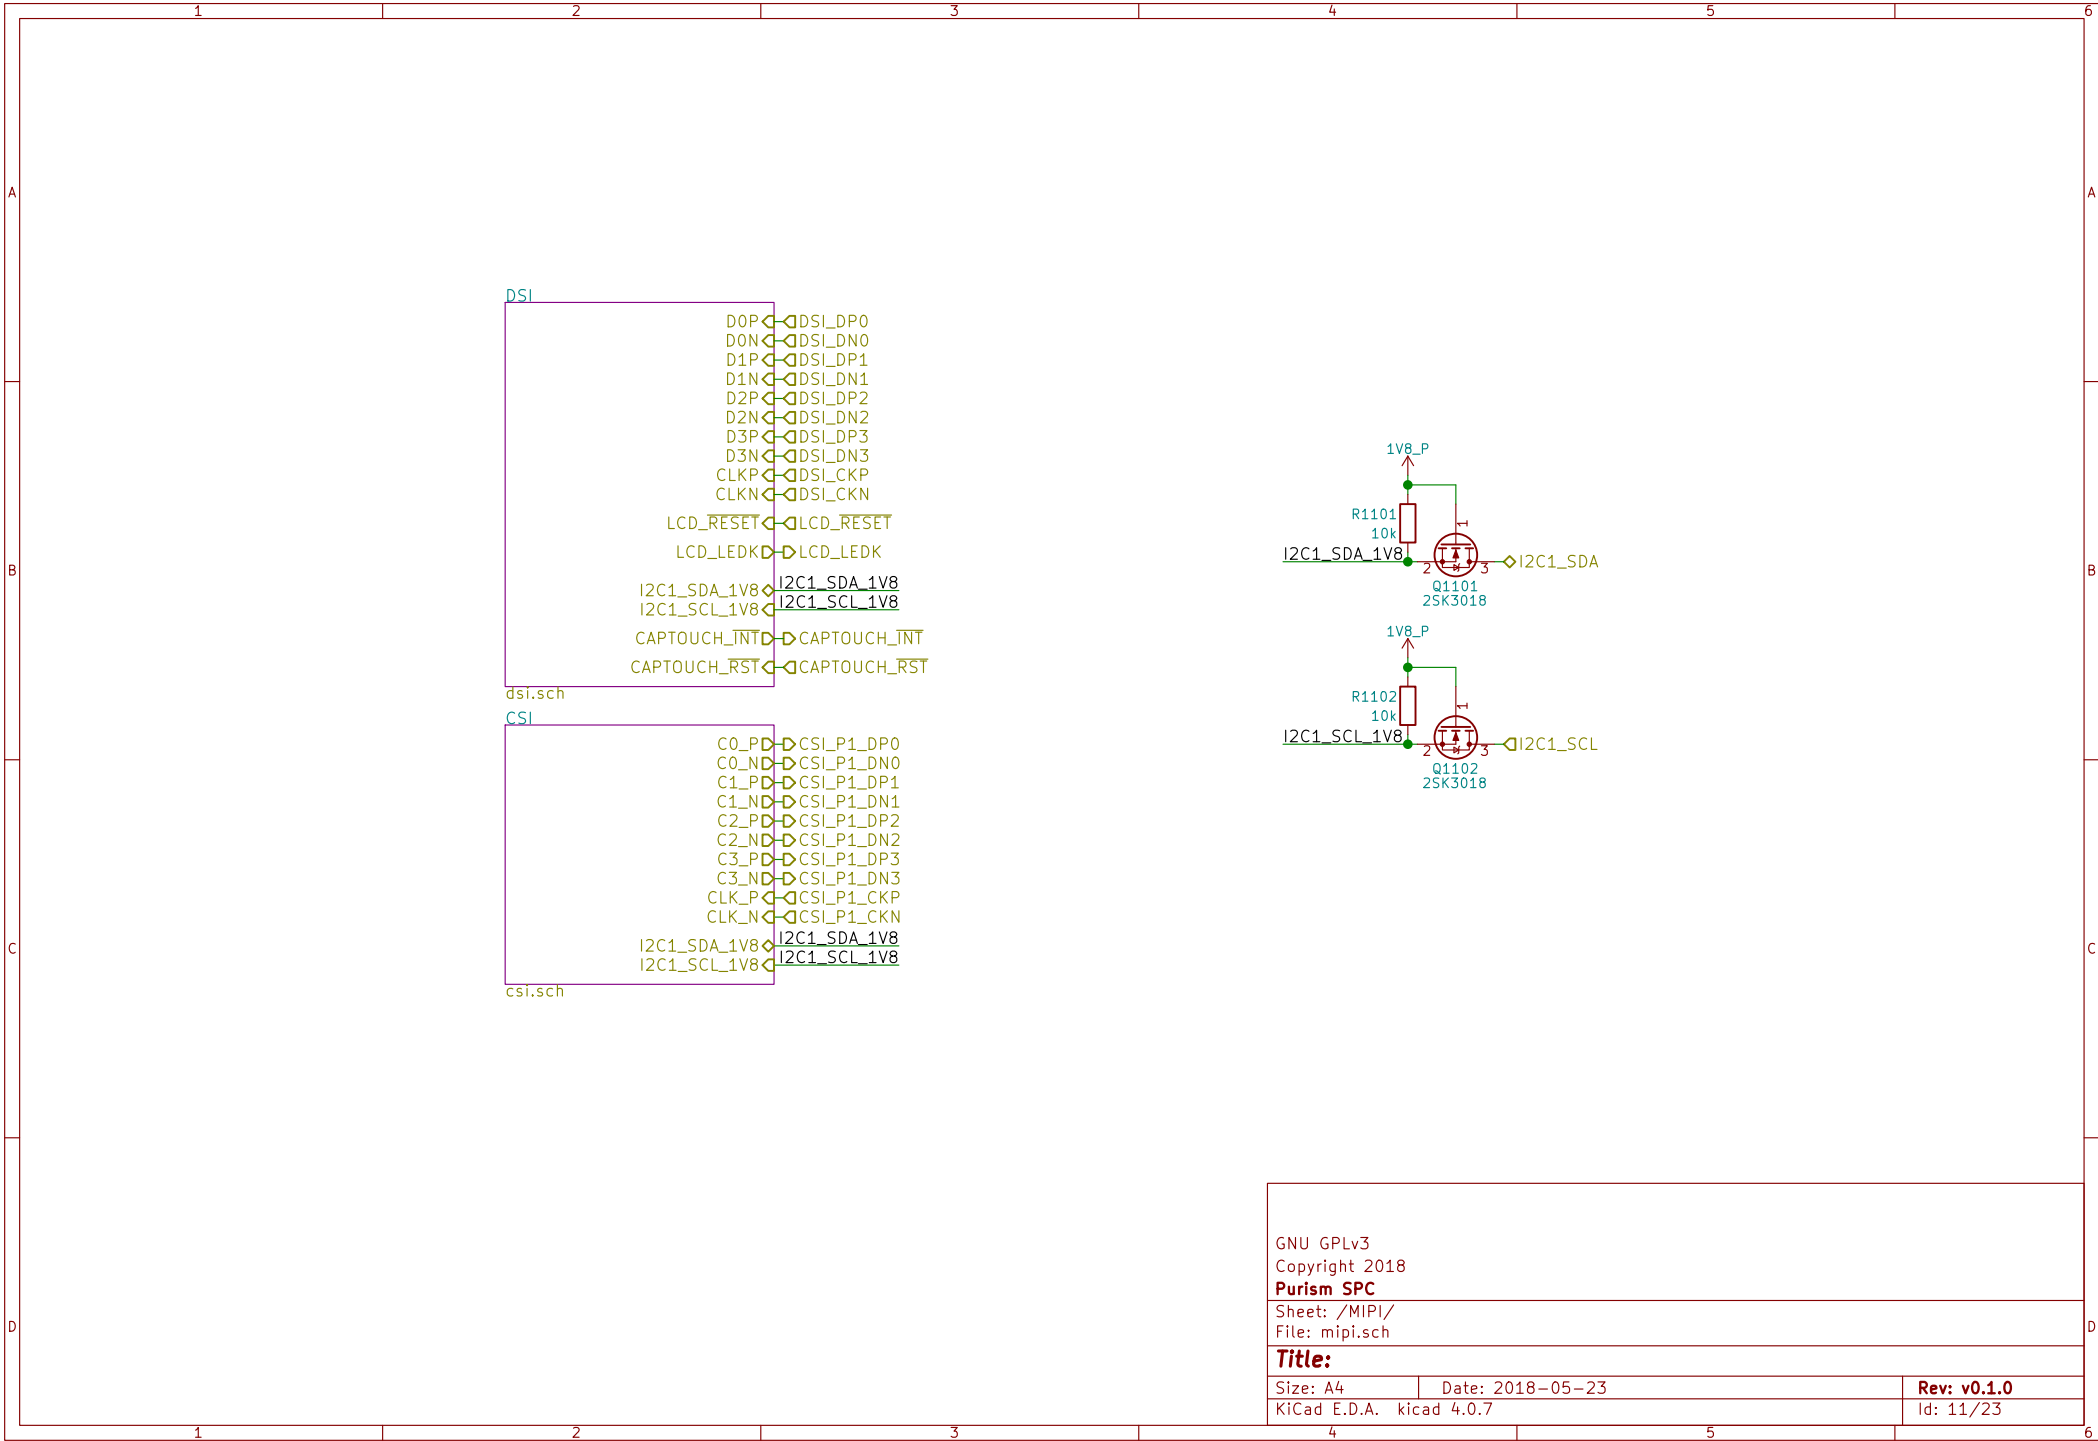 1 2 3 4 5 6
A A
DSI
D0P DSI_DP0
D0N DSI_DN0
D1P DSI_DP1
D1N DSI_DN1
D2P DSI_DP2
D2N DSI_DN2
D3P DSI_DP3
D3N DSI_DN3
CLKP DSI_CKP
CLKN DSI_CKN
LCD_RESET LCD_RESET
LCD_LEDK LCD_LEDK
I2C1_SDA_1V8 I2C1_SDA_1V8
I2C1_SCL_1V8 I2C1_SCL_1V8
CAPTOUCH_INT CAPTOUCH_INT
CAPTOUCH_RST CAPTOUCH_RST
dsi.sch
1V8_P
R1101
10k
1
I2C1_SDA_1V8
2 3
I2C1_SDA
Q1101
2SK3018
B B
1V8_P
R1102
10k
1
I2C1_SCL_1V8
2 3
I2C1_SCL
Q1102
2SK3018
CSI
C0_P CSI_P1_DP0
C0_N CSI_P1_DN0
C1_P CSI_P1_DP1
C1_N CSI_P1_DN1
C2_P CSI_P1_DP2
C2_N CSI_P1_DN2
C3_P CSI_P1_DP3
C3_N CSI_P1_DN3
CLK_P CSI_P1_CKP
CLK_N CSI_P1_CKN
I2C1_SDA_1V8 I2C1_SDA_1V8
I2C1_SCL_1V8 I2C1_SCL_1V8
csi.sch
C C
GNU GPLv3
Copyright 2018
Purism SPC
Sheet: /MIPI/
File: mipi.sch
Title:
Size: A4 Date: 2018-05-23 Rev: v0.1.0
KiCad E.D.A. kicad 4.0.7 Id: 11/23
D D
1 2 3 4 5 6